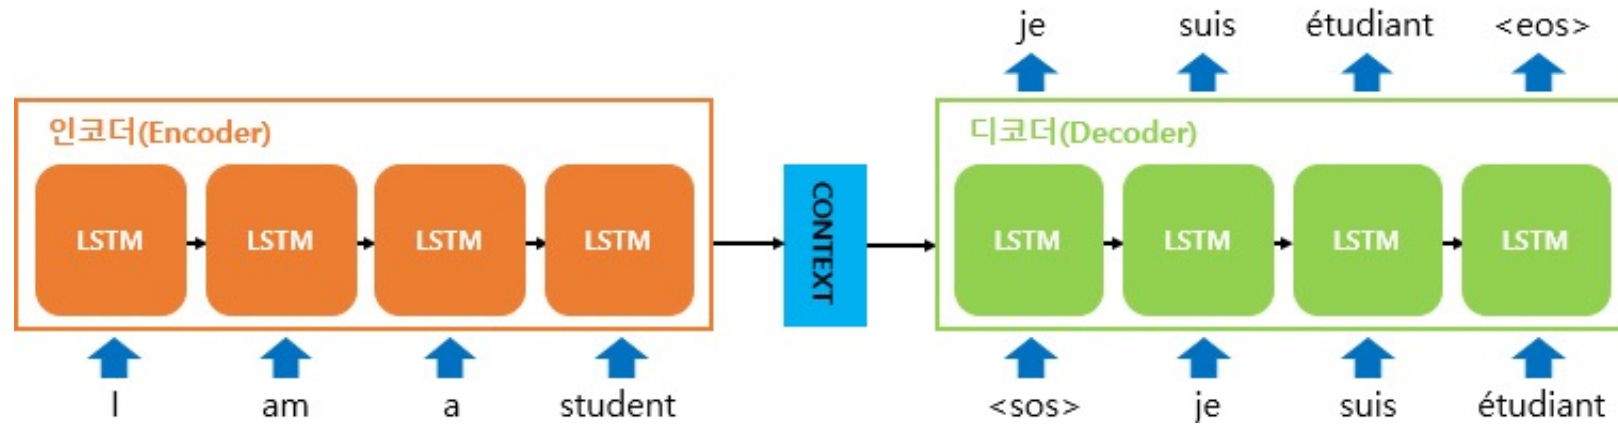 je suis étudiant <eos>
인코더(Encoder)
디코더(Decoder)
LSTM LSTM LSTM LSTM
CONTEXT
LSTM LSTM LSTM LSTM
I am a student
<sos> je suis étudiant